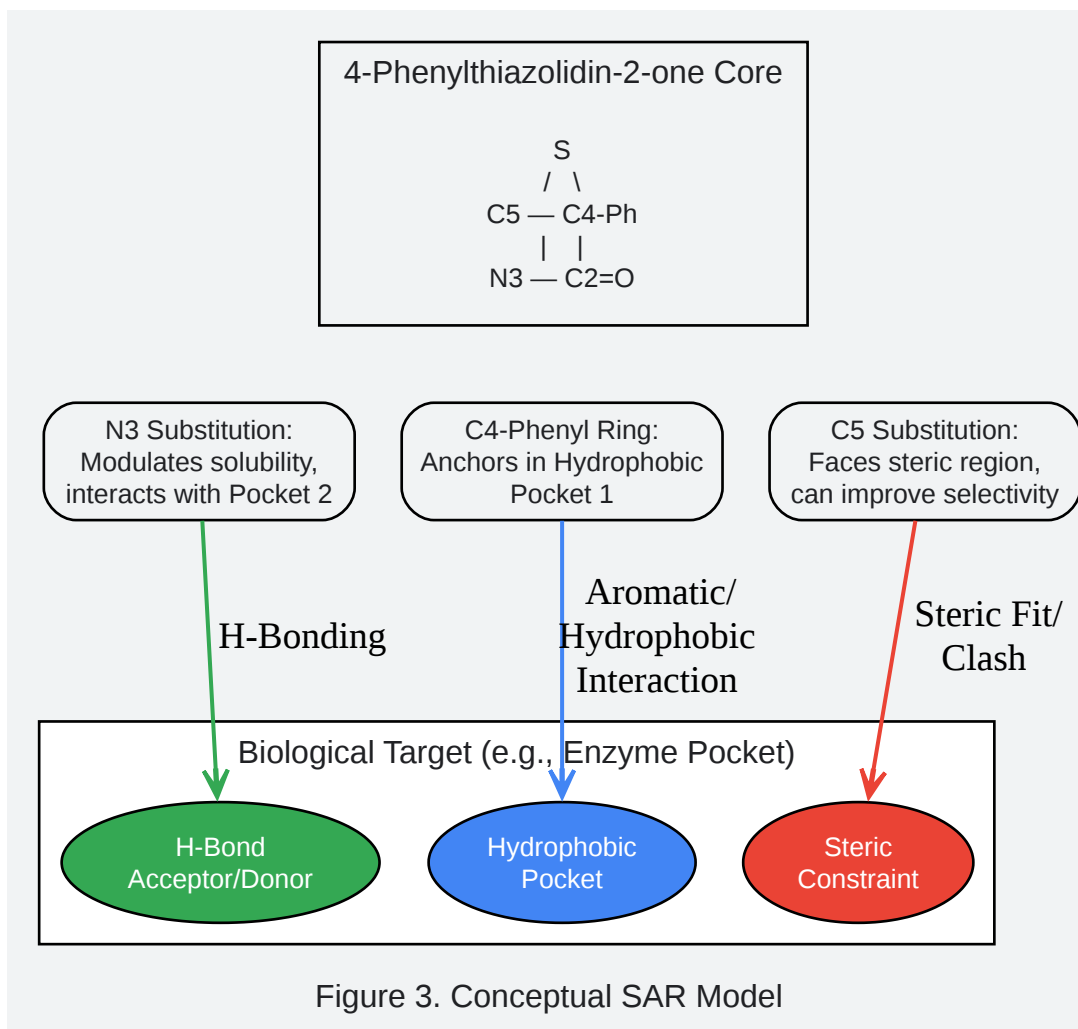 4-Phenylthiazolidin-2-one Core
S
/ \
C5 — C4-Ph
| |
N3 — C2=O
N3 Substitution:
Modulates solubility,
interacts with Pocket 2
C4-Phenyl Ring:
Anchors in Hydrophobic
Pocket 1
C5 Substitution:
Faces steric region,
can improve selectivity
H-Bonding
Aromatic/
Hydrophobic
Interaction
Steric Fit/
Clash
Biological Target (e.g., Enzyme Pocket)
H-Bond
Acceptor/Donor
Hydrophobic
Pocket
Steric
Constraint
Figure 3. Conceptual SAR Model